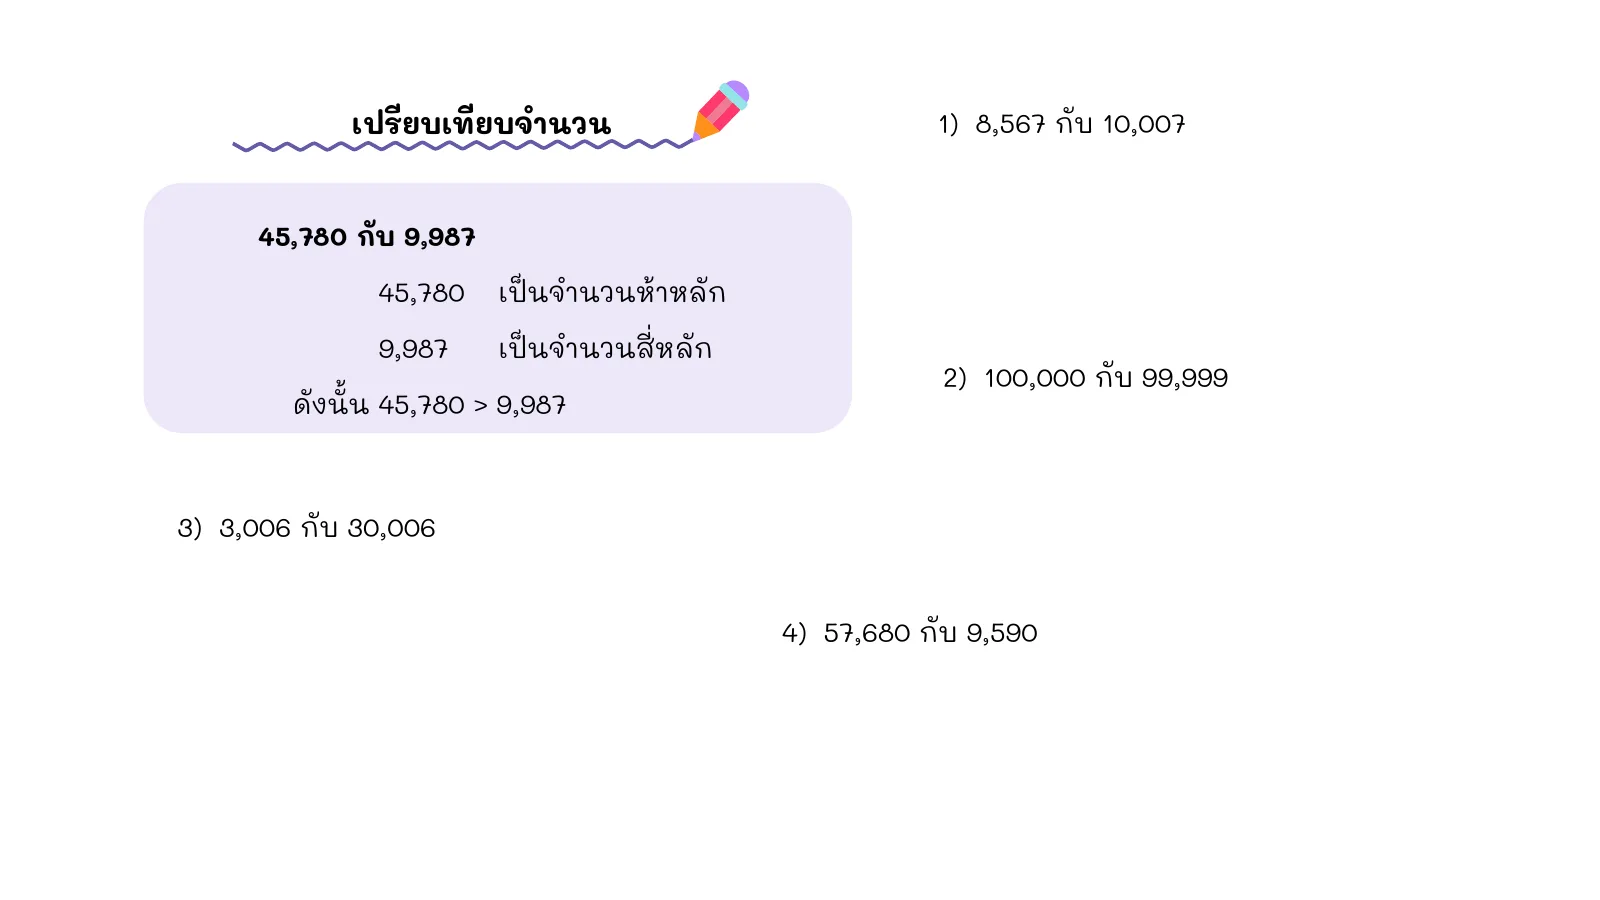 เปรียบเทียบจำนวน
45,780 กับ 9,987
45,780 เป็นจำนวนห้าหลัก
9,987 เป็นจำนวนสี่หลัก
ดังนั้น 45,780 > 9,987
1) 8,567 กับ 10,007
2) 100,000 กับ 99,999
3) 3,006 กับ 30,006
4) 57,680 กับ 9,590